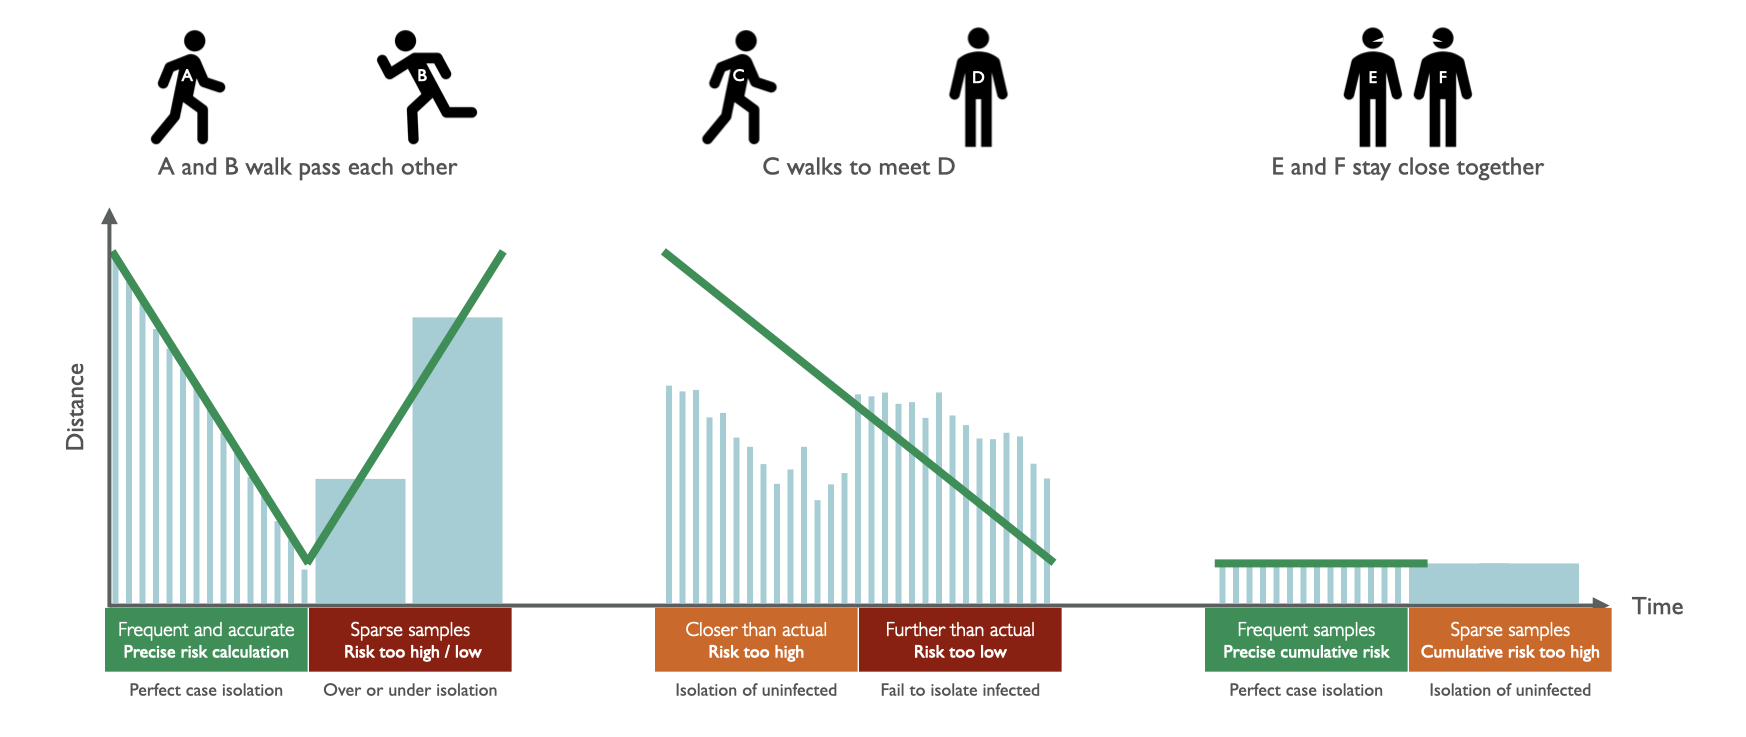 A
B
C
D
E
F
A and B walk pass each other
C walks to meet D
E and F stay close together
Distance
Time
Frequent and accurate
Precise risk calculation
Sparse samples
Risk too high / low
Closer than actual
Risk too high
Further than actual
Risk too low
Frequent samples
Precise cumulative risk
Sparse samples
Cumulative risk too high
Perfect case isolation
Over or under isolation
Isolation of uninfected
Fail to isolate infected
Perfect case isolation
Isolation of uninfected